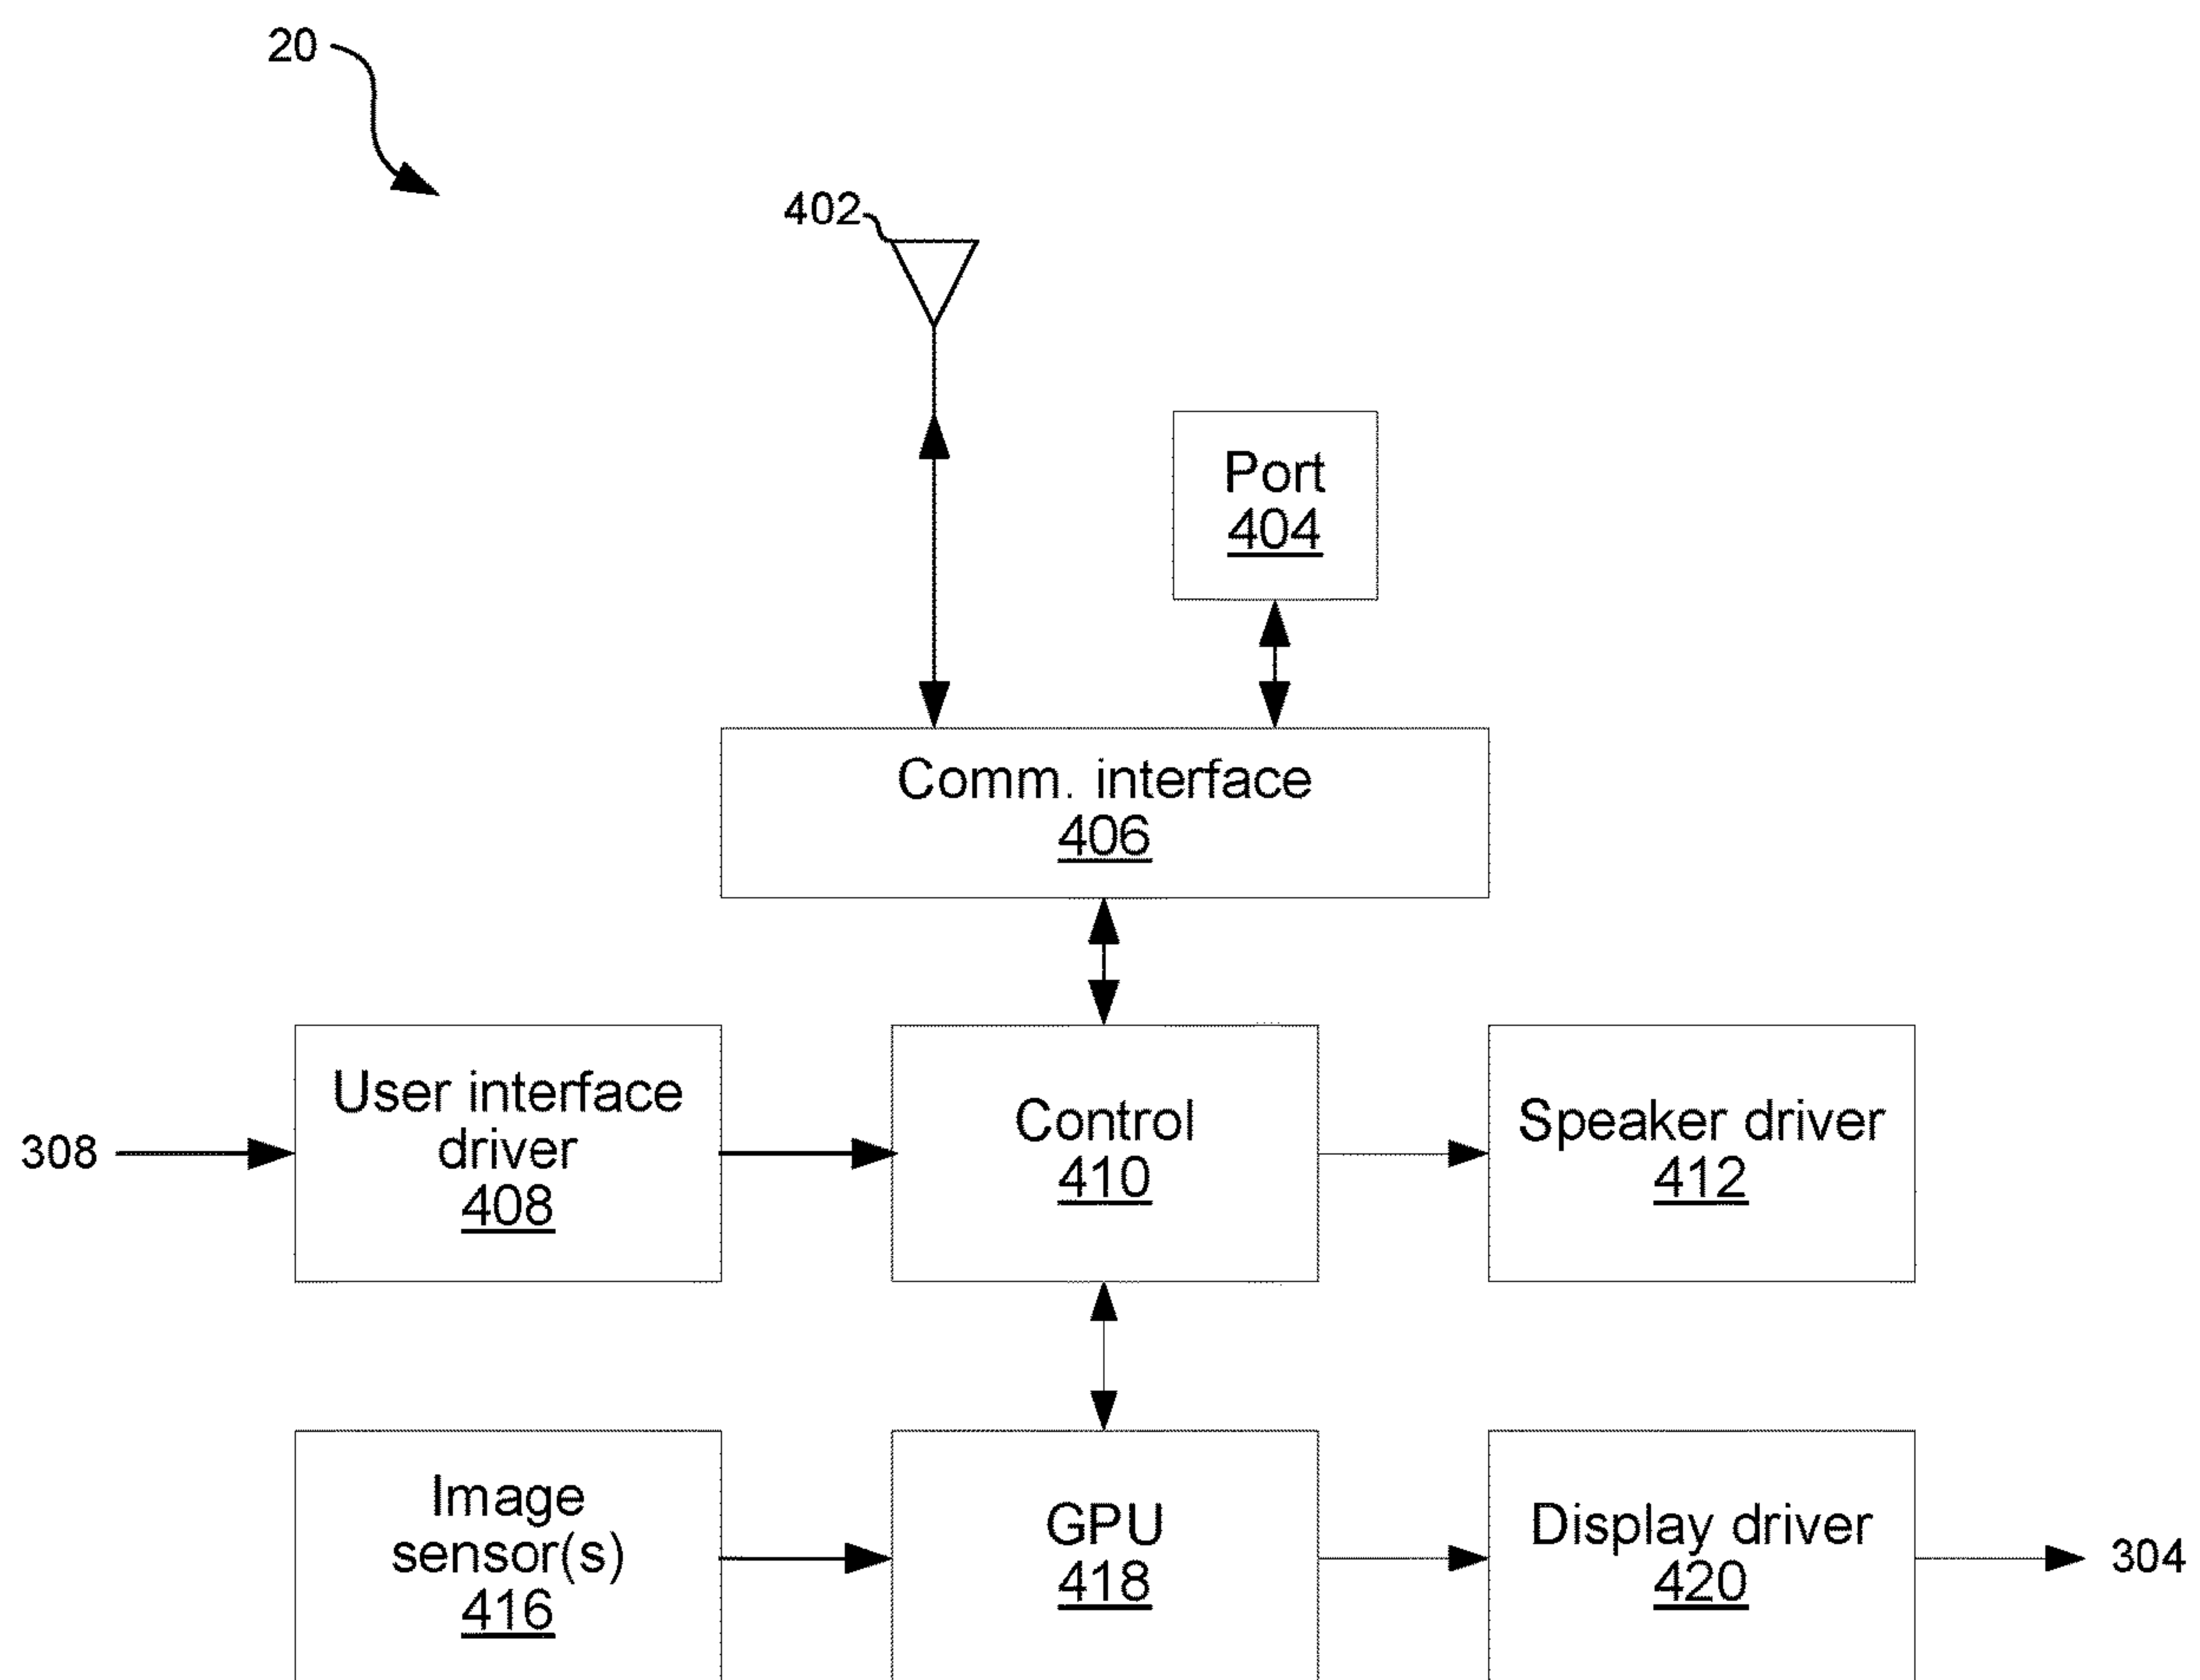 20
402
Port
404
Comm. interface
406
308
User interface
driver
408
Control
410
Speaker driver
412
Image
sensor(s)
416
GPU
418
Display driver
420
304